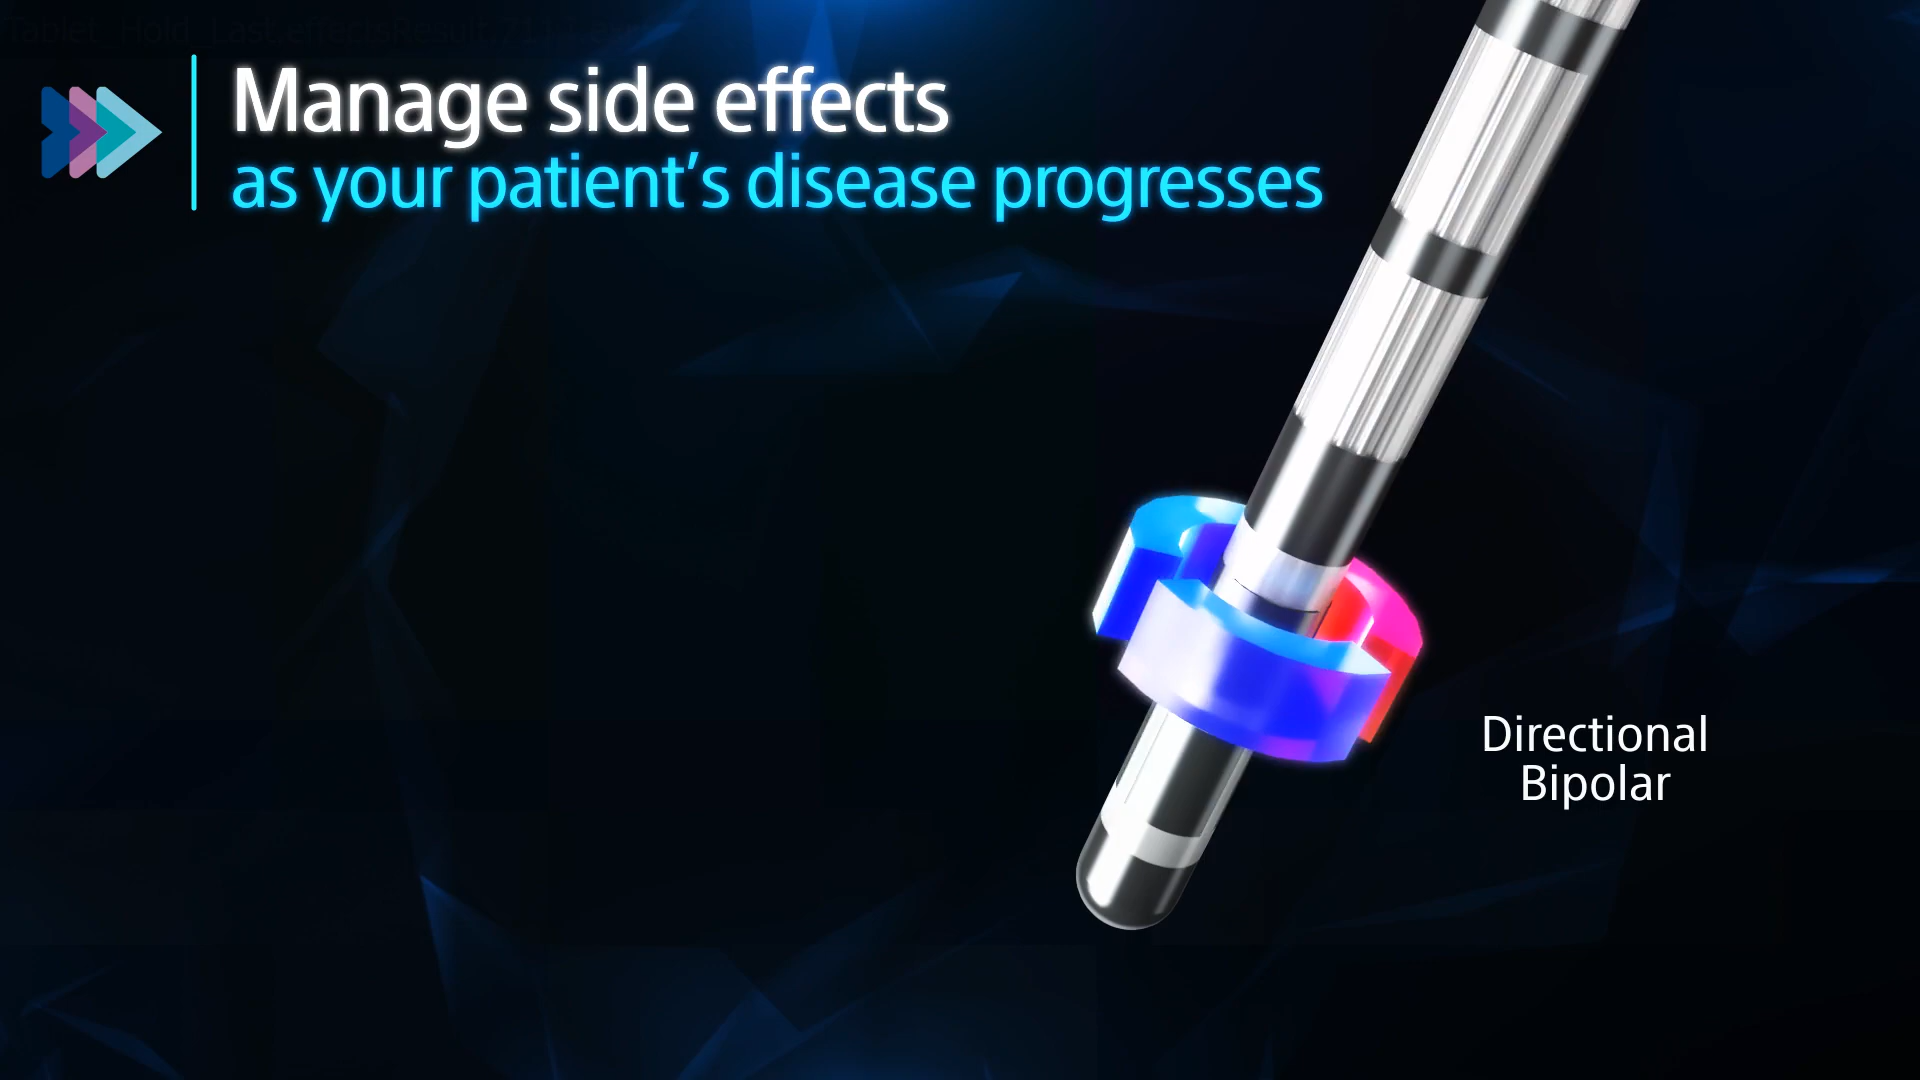 Manage side effects
as your patient's disease progresses
Directional
Bipolar